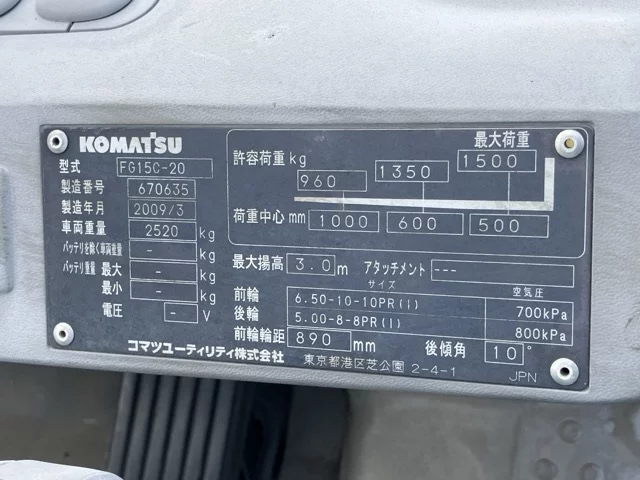 KOMATSU
型式 FG15C-20
製造番号 670635
製造年月 2009/3
車両重量 2520 kg
バッテリを除く車両重量 - kg
バッテリ重量 最大 - kg
最小 - kg
電圧 - V
コマツユーティリティ株式会社
最大荷重
許容荷重 kg 960 1350 1500
荷重中心 mm 1000 600 500
最大揚高 3.0 m アタッチメント ---
サイズ 空気圧
前輪 6.50-10-10PR(I) 700kPa
後輪 5.00-8-8PR(I) 800kPa
前輪輪距 890 mm 後傾角 10°
東京都港区芝公園 2-4-1 JPN